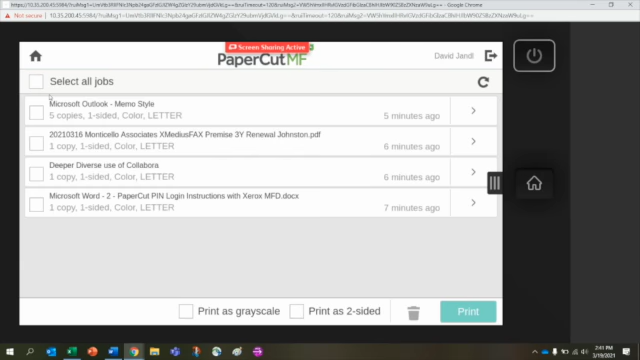 Google Chrome
Not secure
Screen Sharing Active
PaperCut MF
David Jandl
Select all jobs
Microsoft Outlook - Memo Style
5 copies, 1-sided, Color, LETTER
5 minutes ago
20210316 Monticello Associates XMediusFAX Premise 3Y Renewal Johnston.pdf
1 copy, 1-sided, Color, LETTER
6 minutes ago
Deeper Diverse use of Collabora
1 copy, 1-sided, Color, LETTER
6 minutes ago
Microsoft Word - 2 - PaperCut PIN Login Instructions with Xerox MFD.docx
1 copy, 1-sided, Color, LETTER
7 minutes ago
Print as grayscale
Print as 2-sided
Print
2:41 PM
3/19/2021